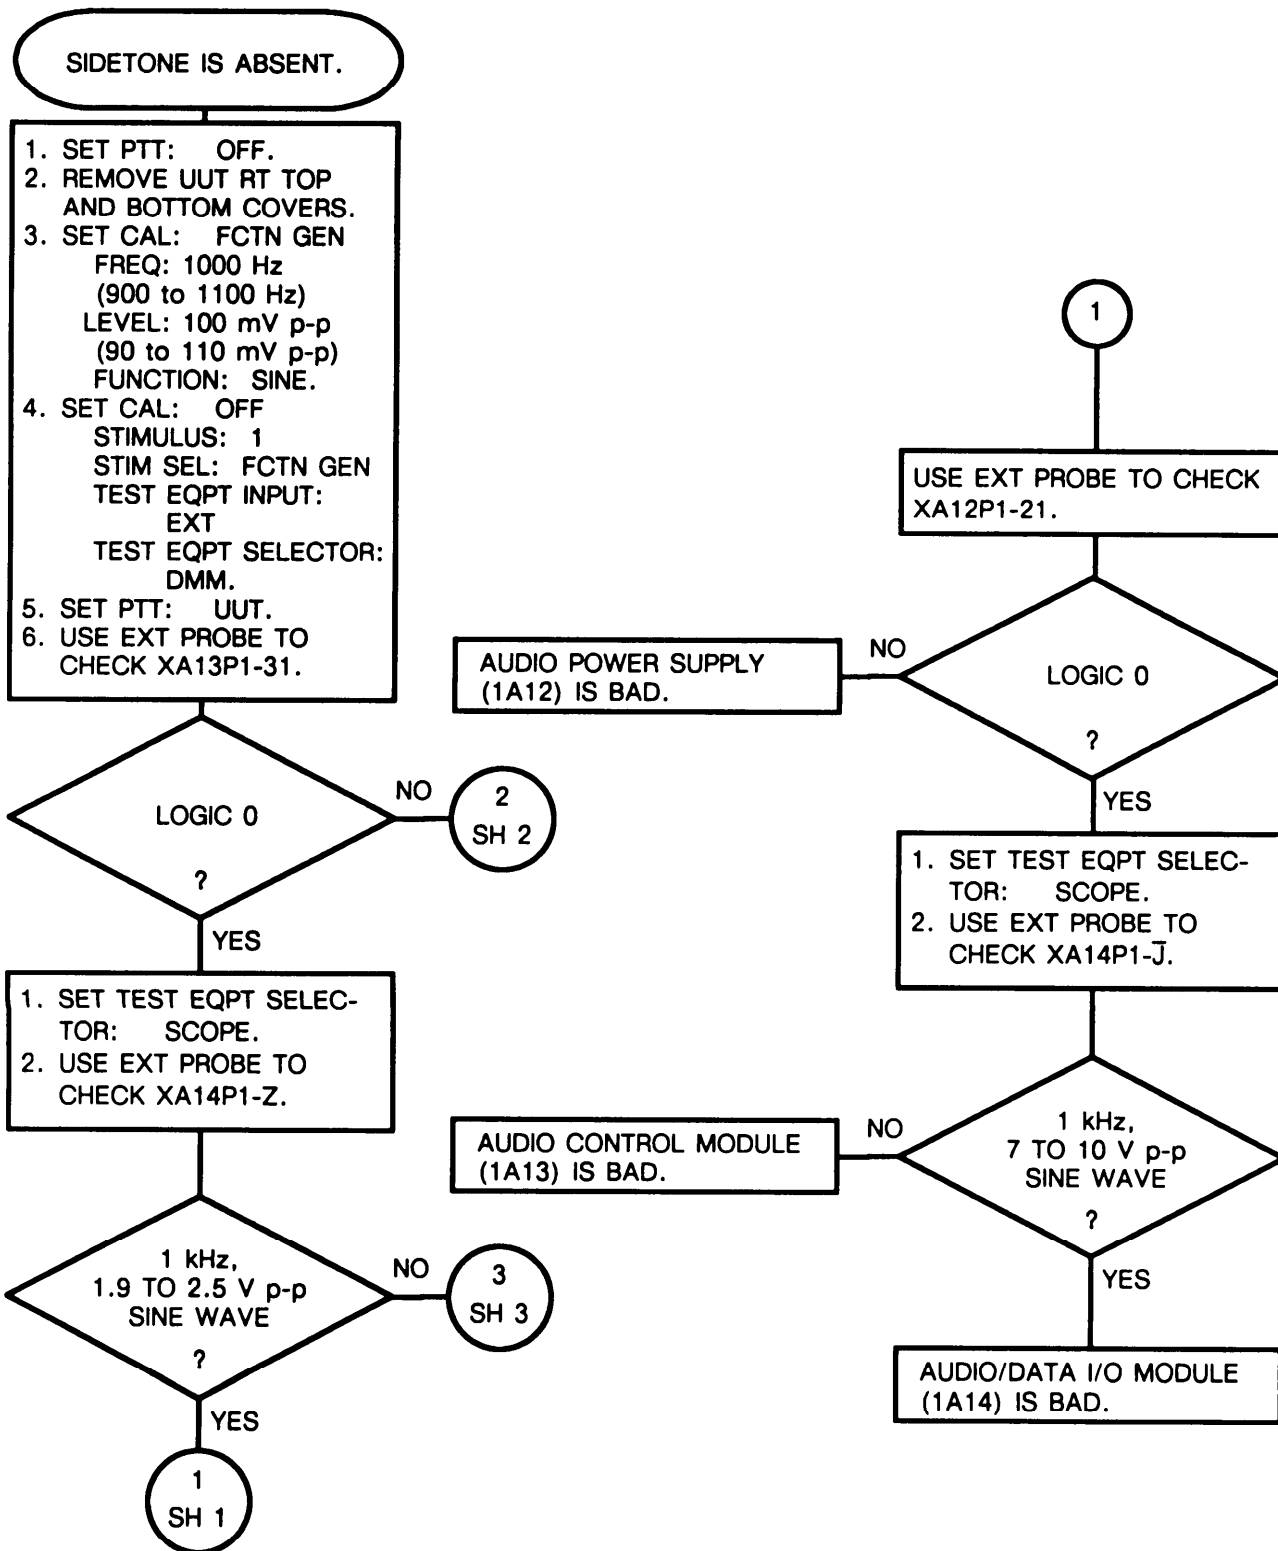 SIDETONE IS ABSENT.
1. SET PTT: OFF.
2. REMOVE UUT RT TOP
AND BOTTOM COVERS.
3. SET CAL: FCTN GEN
FREQ: 1000 Hz
(900 to 1100 Hz)
LEVEL: 100 mV p-p
(90 to 110 mV p-p)
FUNCTION: SINE.
4. SET CAL: OFF
STIMULUS: 1
STIM SEL: FCTN GEN
TEST EQPT INPUT:
EXT
TEST EQPT SELECTOR:
DMM.
5. SET PTT: UUT.
6. USE EXT PROBE TO
CHECK XA13P1-31.
LOGIC 0
?
NO
2
SH 2
YES
1. SET TEST EQPT SELEC-
TOR: SCOPE.
2. USE EXT PROBE TO
CHECK XA14P1-Z.
1 kHz,
1.9 TO 2.5 V p-p
SINE WAVE
?
NO
3
SH 3
YES
1
SH 1
1
USE EXT PROBE TO CHECK
XA12P1-21.
LOGIC 0
?
NO
AUDIO POWER SUPPLY
(1A12) IS BAD.
YES
1. SET TEST EQPT SELEC-
TOR: SCOPE.
2. USE EXT PROBE TO
CHECK XA14P1-J̅.
1 kHz,
7 TO 10 V p-p
SINE WAVE
?
NO
AUDIO CONTROL MODULE
(1A13) IS BAD.
YES
AUDIO/DATA I/O MODULE
(1A14) IS BAD.